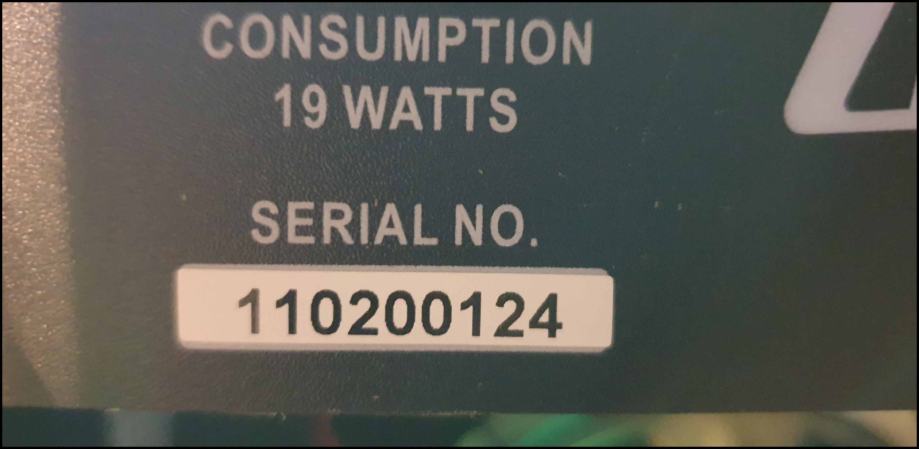 CONSUMPTION
19 WATTS
SERIAL NO.
110200124